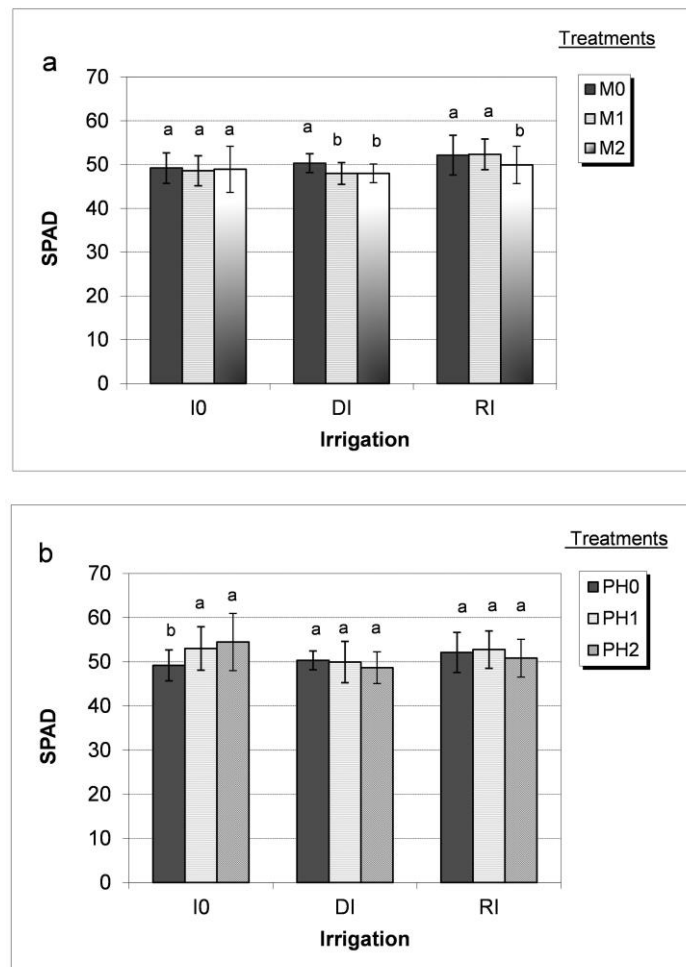 Treatments
a
70
60
50
40
30
20
10
0
SPAD
a a a a b b a a b
M0
M1
M2
I0 DI RI
Irrigation
Treatments
b
70
60
50
40
30
20
10
0
SPAD
b a a a a a a a a
PH0
PH1
PH2
I0 DI RI
Irrigation